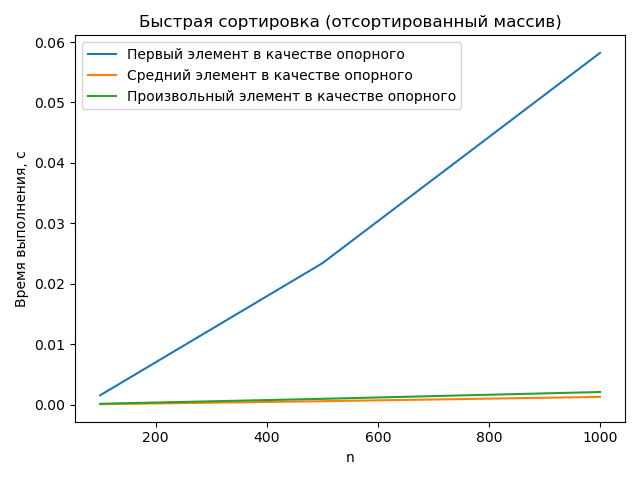 Быстрая сортировка (отсортированный массив)
Первый элемент в качестве опорного
Средний элемент в качестве опорного
Произвольный элемент в качестве опорного
Время выполнения, с
0.06
0.05
0.04
0.03
0.02
0.01
0.00
200 400 600 800 1000
n